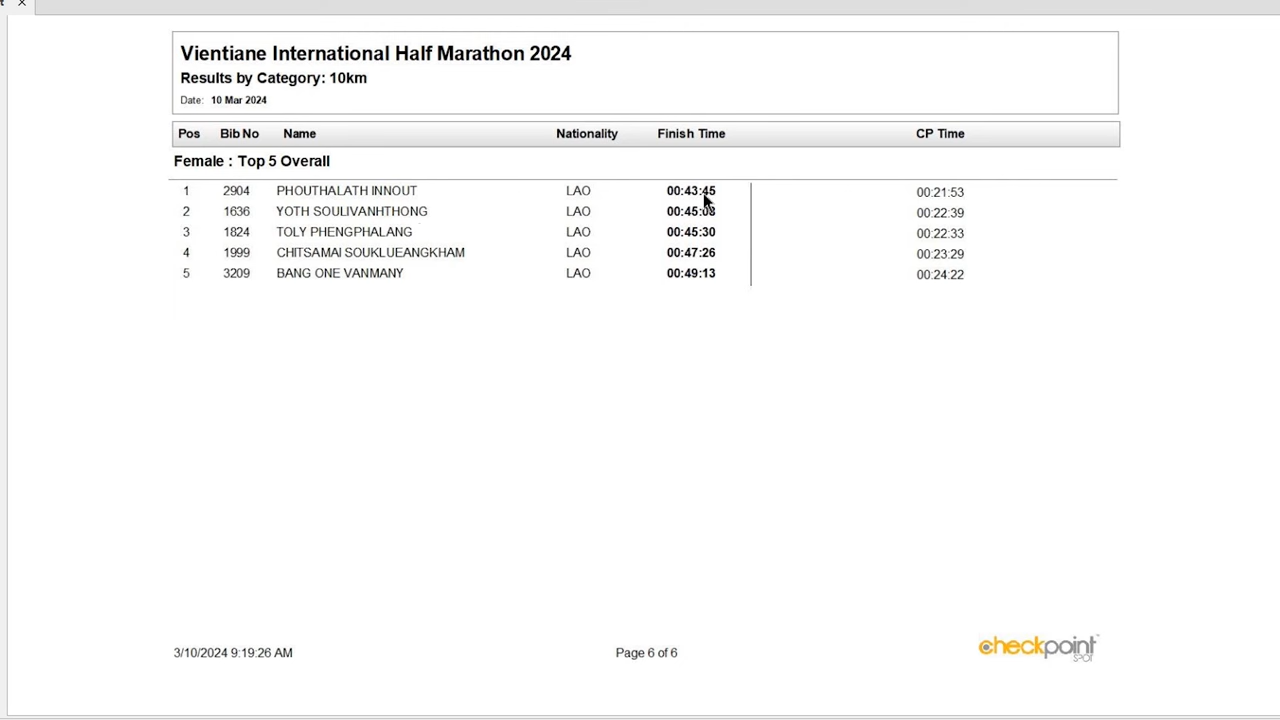 Vientiane International Half Marathon 2024
Results by Category: 10km
Date: 10 Mar 2024
Pos Bib No Name Nationality Finish Time CP Time
Female : Top 5 Overall
1 2904 PHOUTHALATH INNOUT LAO 00:43:45 00:21:53
2 1636 YOTH SOULIVANHTHONG LAO 00:22:39
3 1824 TOLY PHENGPHALANG LAO 00:45:30 00:22:33
4 1999 CHITSAMAI SOUKLUEANGKHAM LAO 00:47:26 00:23:29
5 3209 BANG ONE VANMANY LAO 00:49:13 00:24:22
3/10/2024 9:19:26 AM Page 6 of 6 checkpoint SPOT